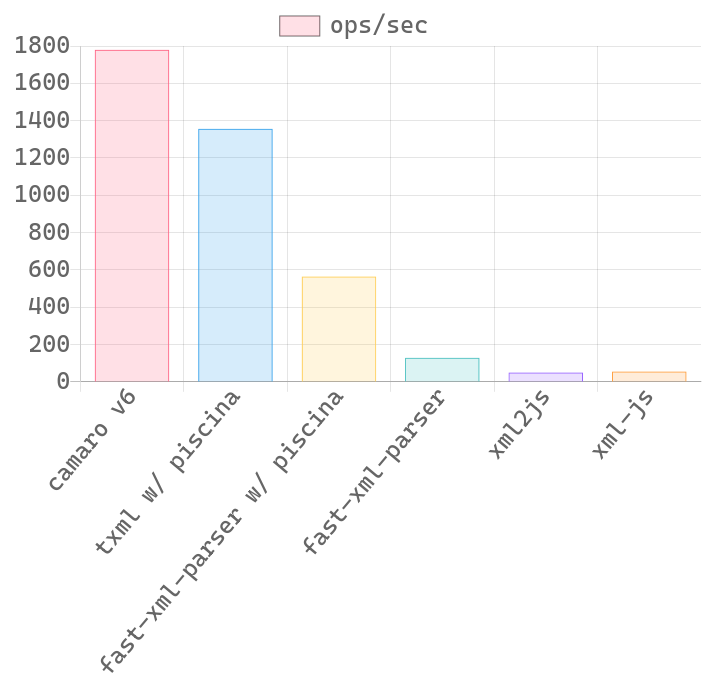 ops/sec
1800
1600
1400
1200
1000
800
600
400
200
0
camaro v6
txml w/ piscina
fast-xml-parser w/ piscina
fast-xml-parser
xml2js
xml-js